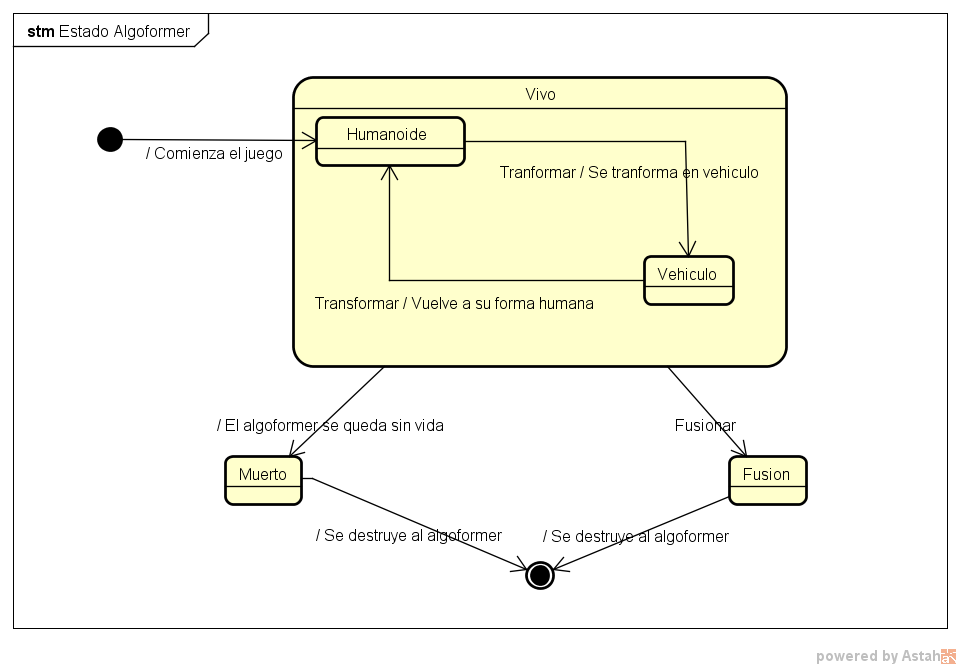 stm Estado Algoformer
Vivo
Humanoide
/ Comienza el juego
Tranformar / Se tranforma en vehiculo
Vehiculo
Transformar / Vuelve a su forma humana
/ El algoformer se queda sin vida
Fusionar
Muerto
Fusion
/ Se destruye al algoformer
/ Se destruye al algoformer
powered by Astah